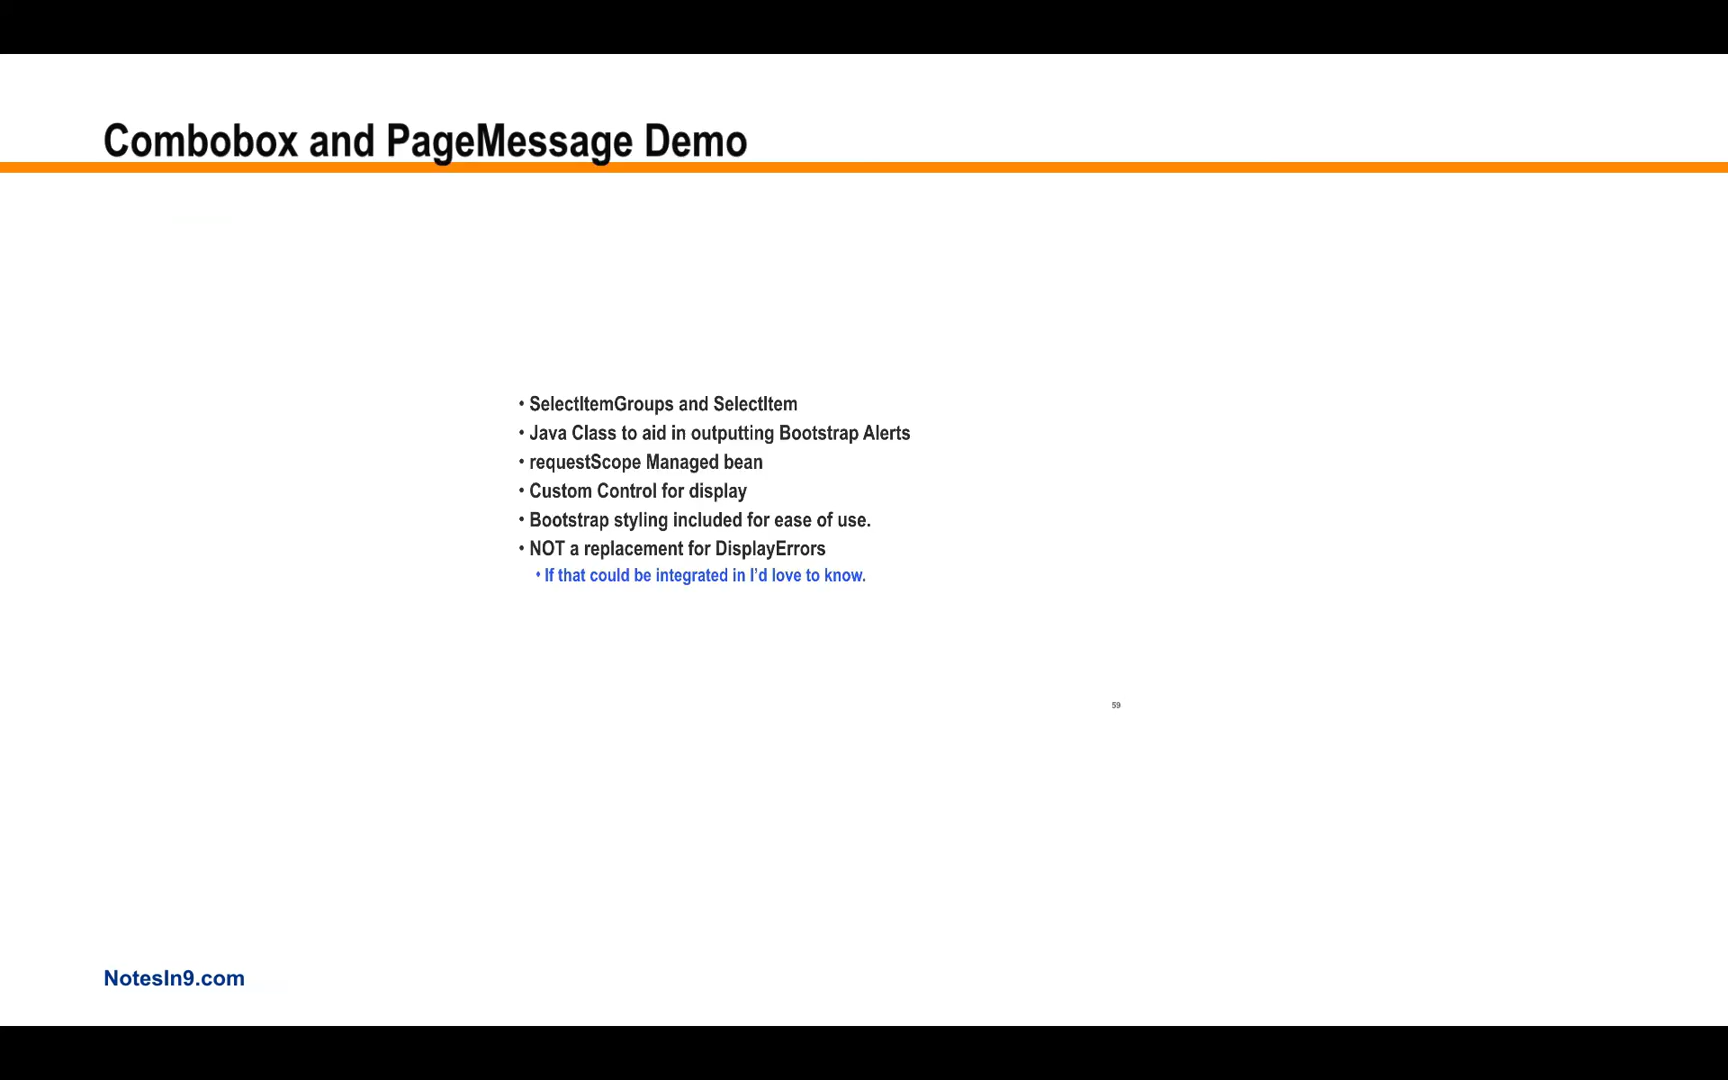 Combobox and PageMessage Demo
• SelectItemGroups and SelectItem
• Java Class to aid in outputting Bootstrap Alerts
• requestScope Managed bean
• Custom Control for display
• Bootstrap styling included for ease of use.
• NOT a replacement for DisplayErrors
• If that could be integrated in I’d love to know.
59
NotesIn9.com